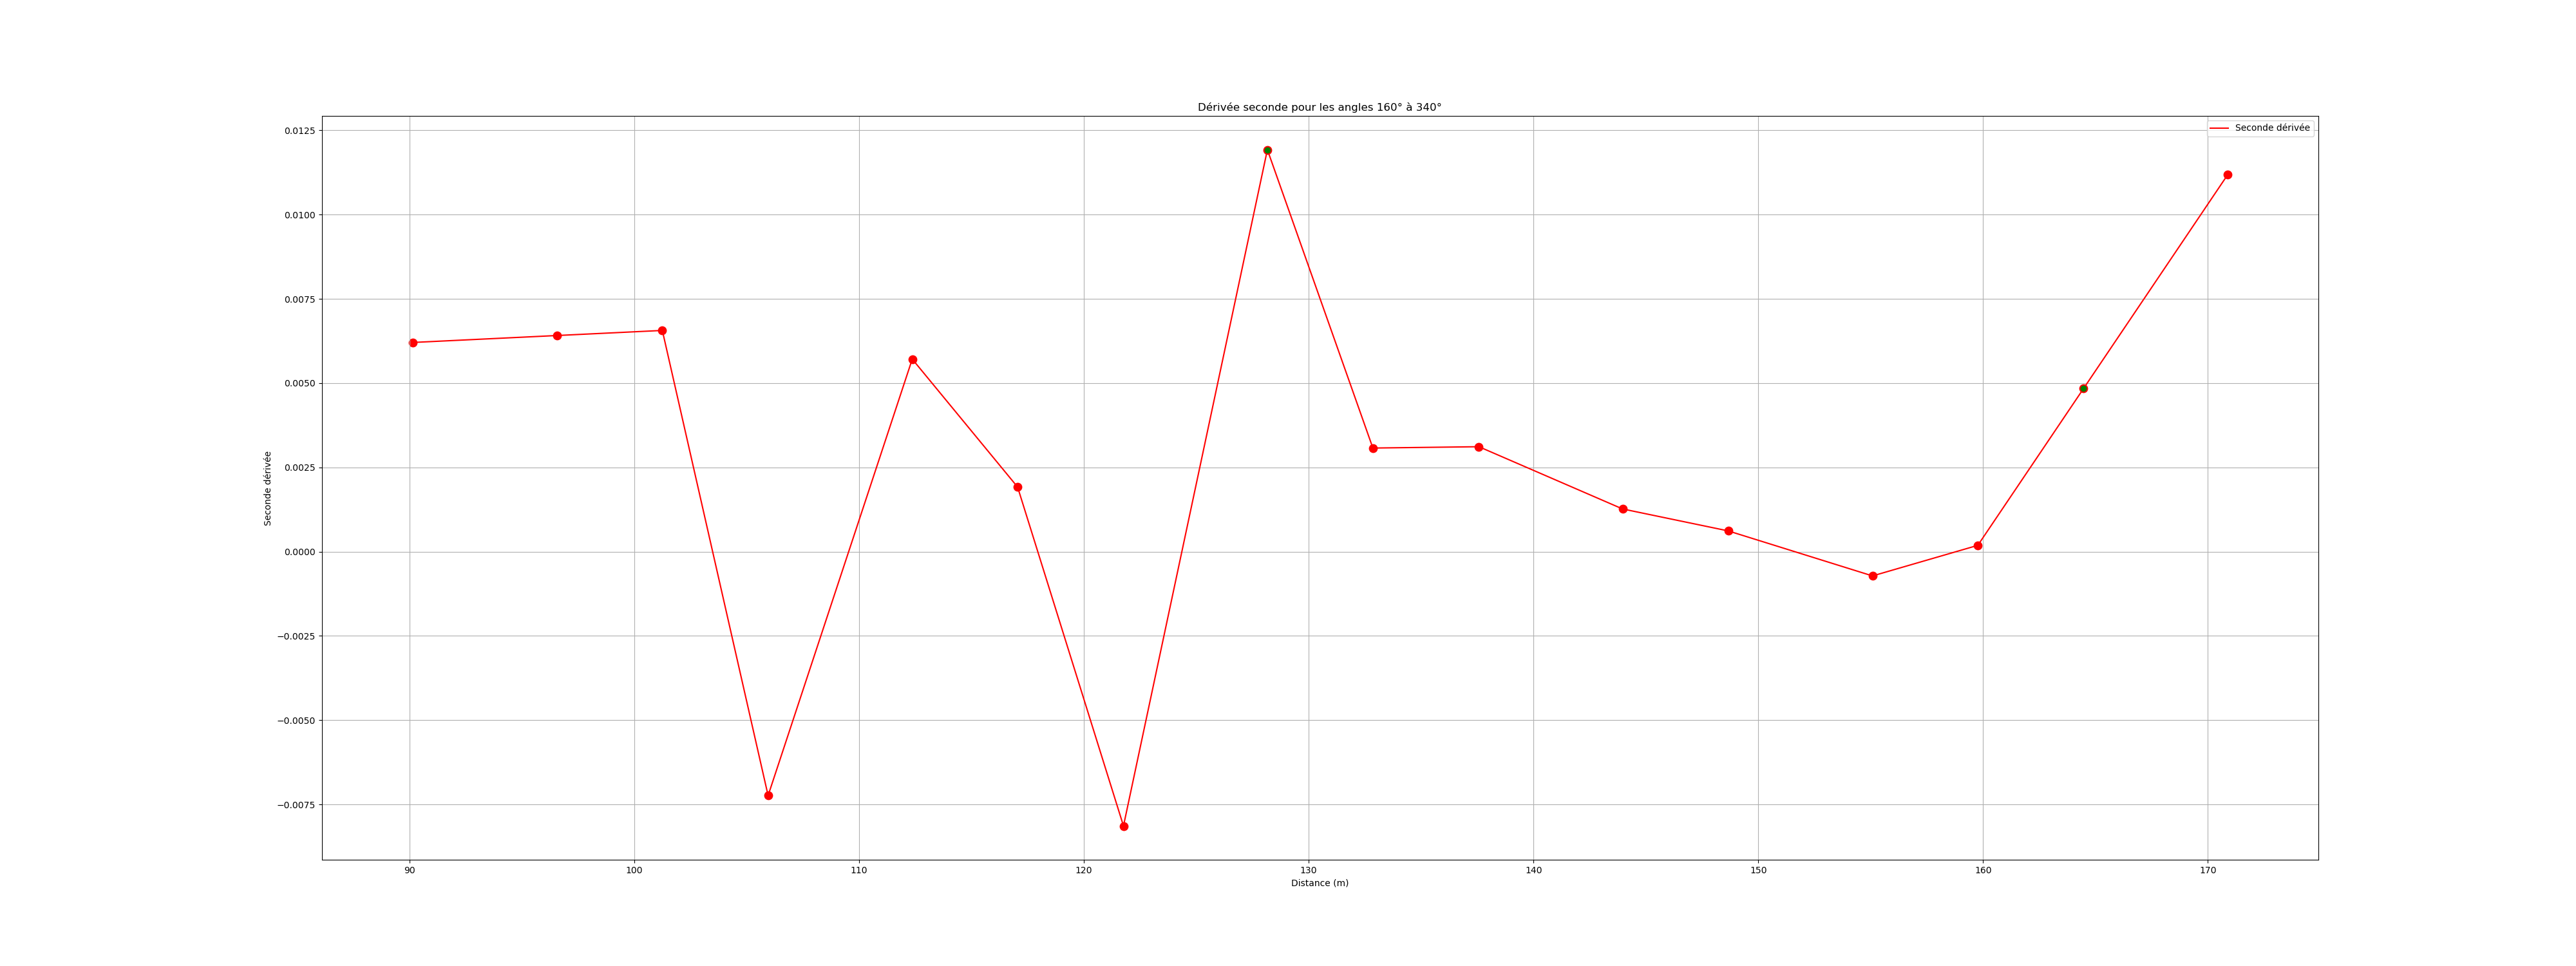 Dérivée seconde pour les angles 160° à 340°
Seconde dérivée
0.0125
0.0100
0.0075
0.0050
0.0025
0.0000
−0.0025
−0.0050
−0.0075
Seconde dérivée
90 100 110 120 130 140 150 160 170
Distance (m)